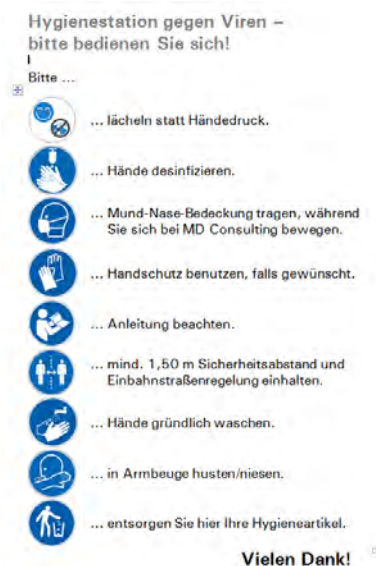 Hygienestation gegen Viren –
bitte bedienen Sie sich!
Bitte ...
... lächeln statt Händedruck.
... Hände desinfizieren.
... Mund-Nase-Bedeckung tragen, während
Sie sich bei MD Consulting bewegen.
... Handschutz benutzen, falls gewünscht.
... Anleitung beachten.
... mind. 1,50 m Sicherheitsabstand und
Einbahnstraßenregelung einhalten.
... Hände gründlich waschen.
... in Armbeuge husten/niesen.
... entsorgen Sie hier Ihre Hygieneartikel.
Vielen Dank!